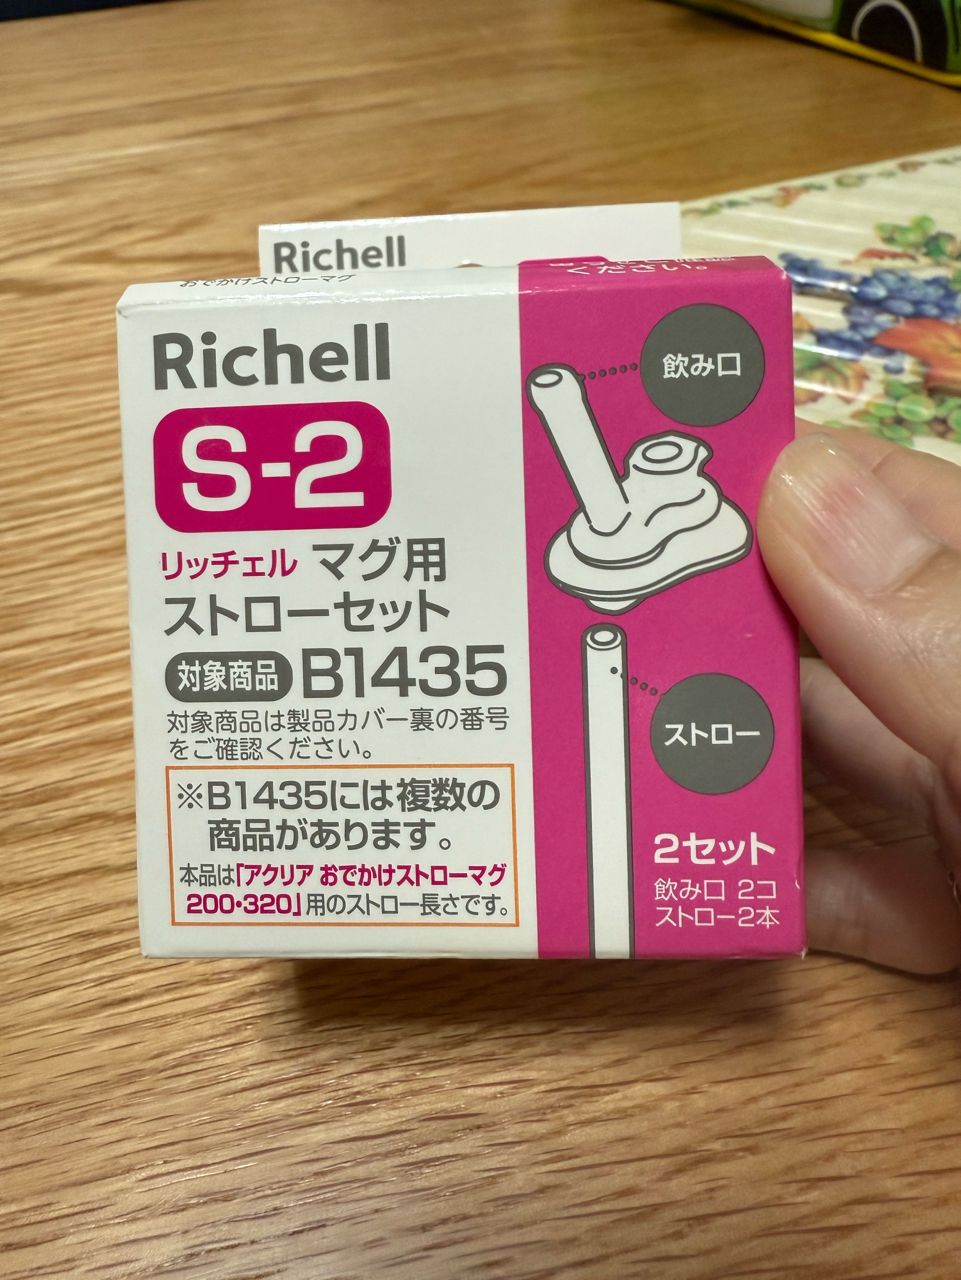 Richell
おでかけストローマグ
ください。
Richell
S-2
リッチェル マグ用
ストローセット
対象商品 B1435
対象商品は製品カバー裏の番号
をご確認ください。
※B1435には複数の
商品があります。
本品は「アクリア おでかけストローマグ
200・320」用のストロー長さです。
飲み口
ストロー
2セット
飲み口 2コ
ストロー2本